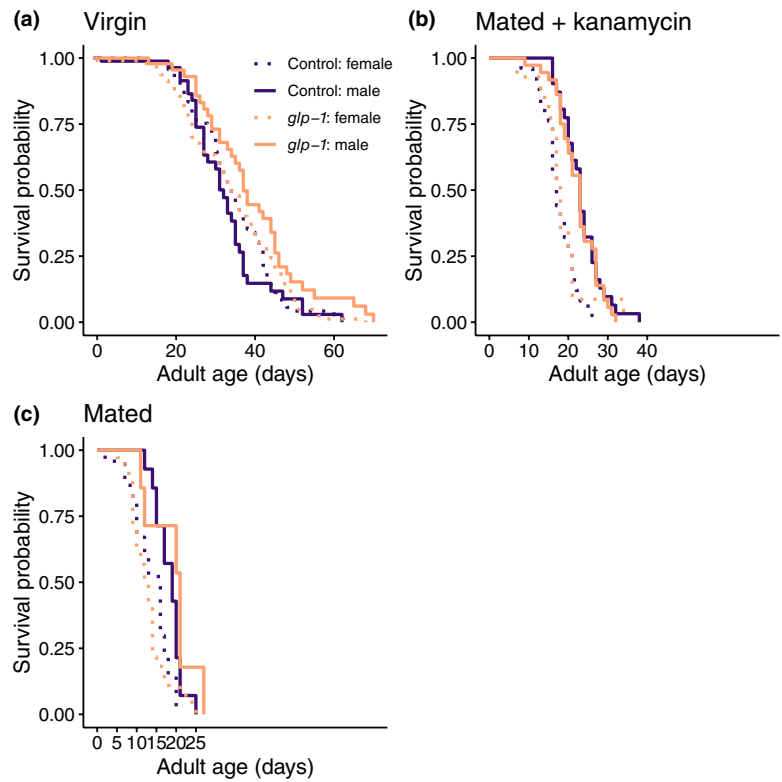 (a) Virgin
Survival probability
1.00
0.75
0.50
0.25
0.00
0 20 40 60
Adult age (days)
Control: female
Control: male
glp-1: female
glp-1: male
(b) Mated + kanamycin
Survival probability
1.00
0.75
0.50
0.25
0.00
0 10 20 30 40
Adult age (days)
(c) Mated
Survival probability
1.00
0.75
0.50
0.25
0.00
0 5 10 15 20 25
Adult age (days)